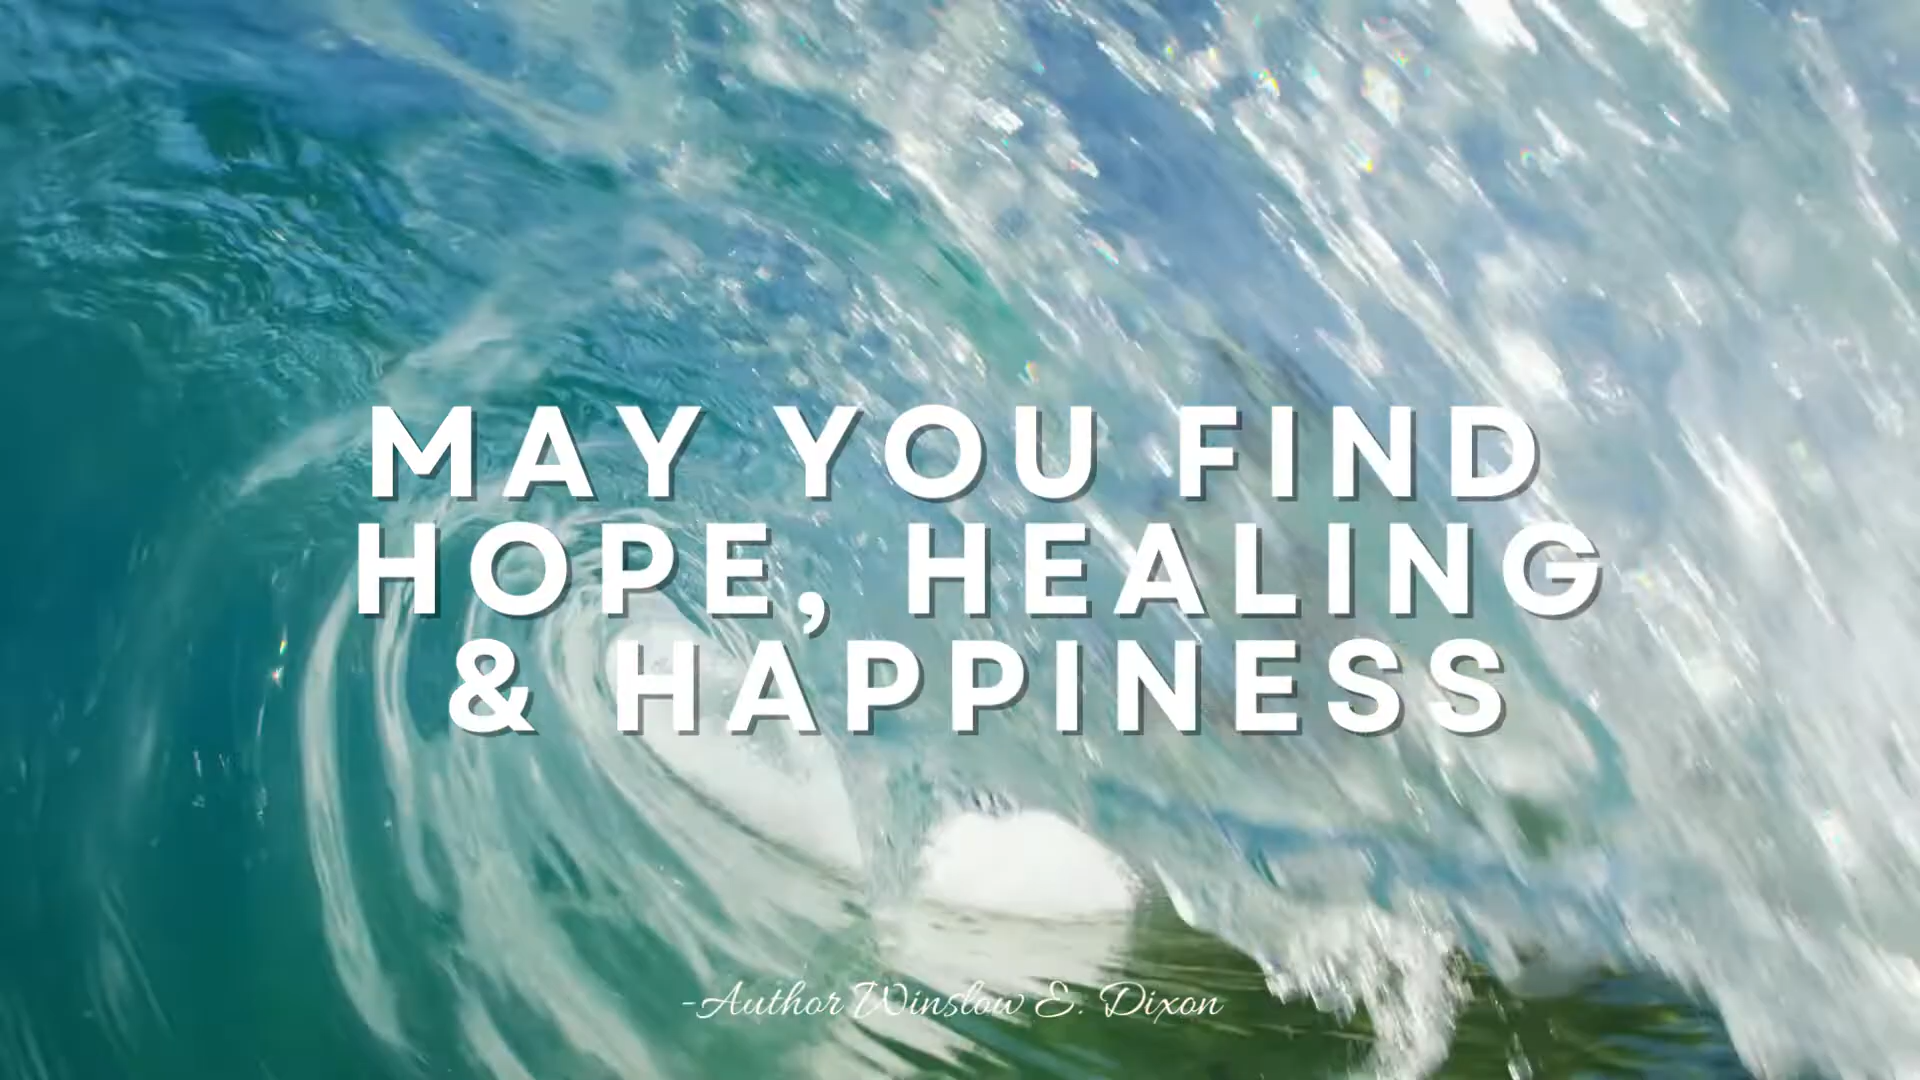 MAY YOU FIND
HOPE, HEALING
& HAPPINESS
-Author Winslow E. Dixon